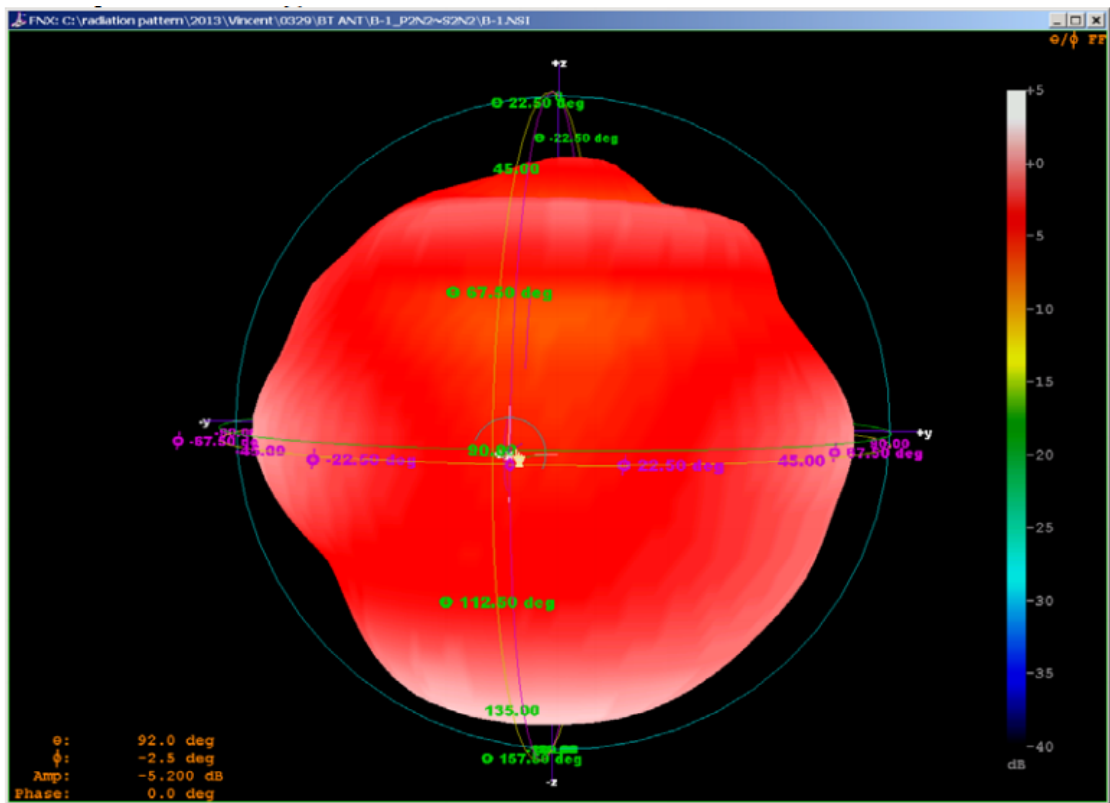 FNX: C:\radiation pattern\2013\Vincent\0329\BT ANT\B-1_P2N2~S2N2\B-1.NSI
ɵ/ϕ FF
+z
ɵ 22.50 deg
ɵ -22.50 deg
45.00
ɵ 67.50 deg
-y
+y
90.00
90.00
ϕ -67.50
-45.00
ϕ -22.50 deg
ϕ 22.50 deg
45.00
ϕ 67.50 deg
ɵ 112.50 deg
135.00
ɵ 157.50 deg
-z
+5
+0
-5
-10
-15
-20
-25
-30
-35
-40
dB
ɵ: 92.0 deg
ϕ: -2.5 deg
Amp: -5.200 dB
Phase: 0.0 deg